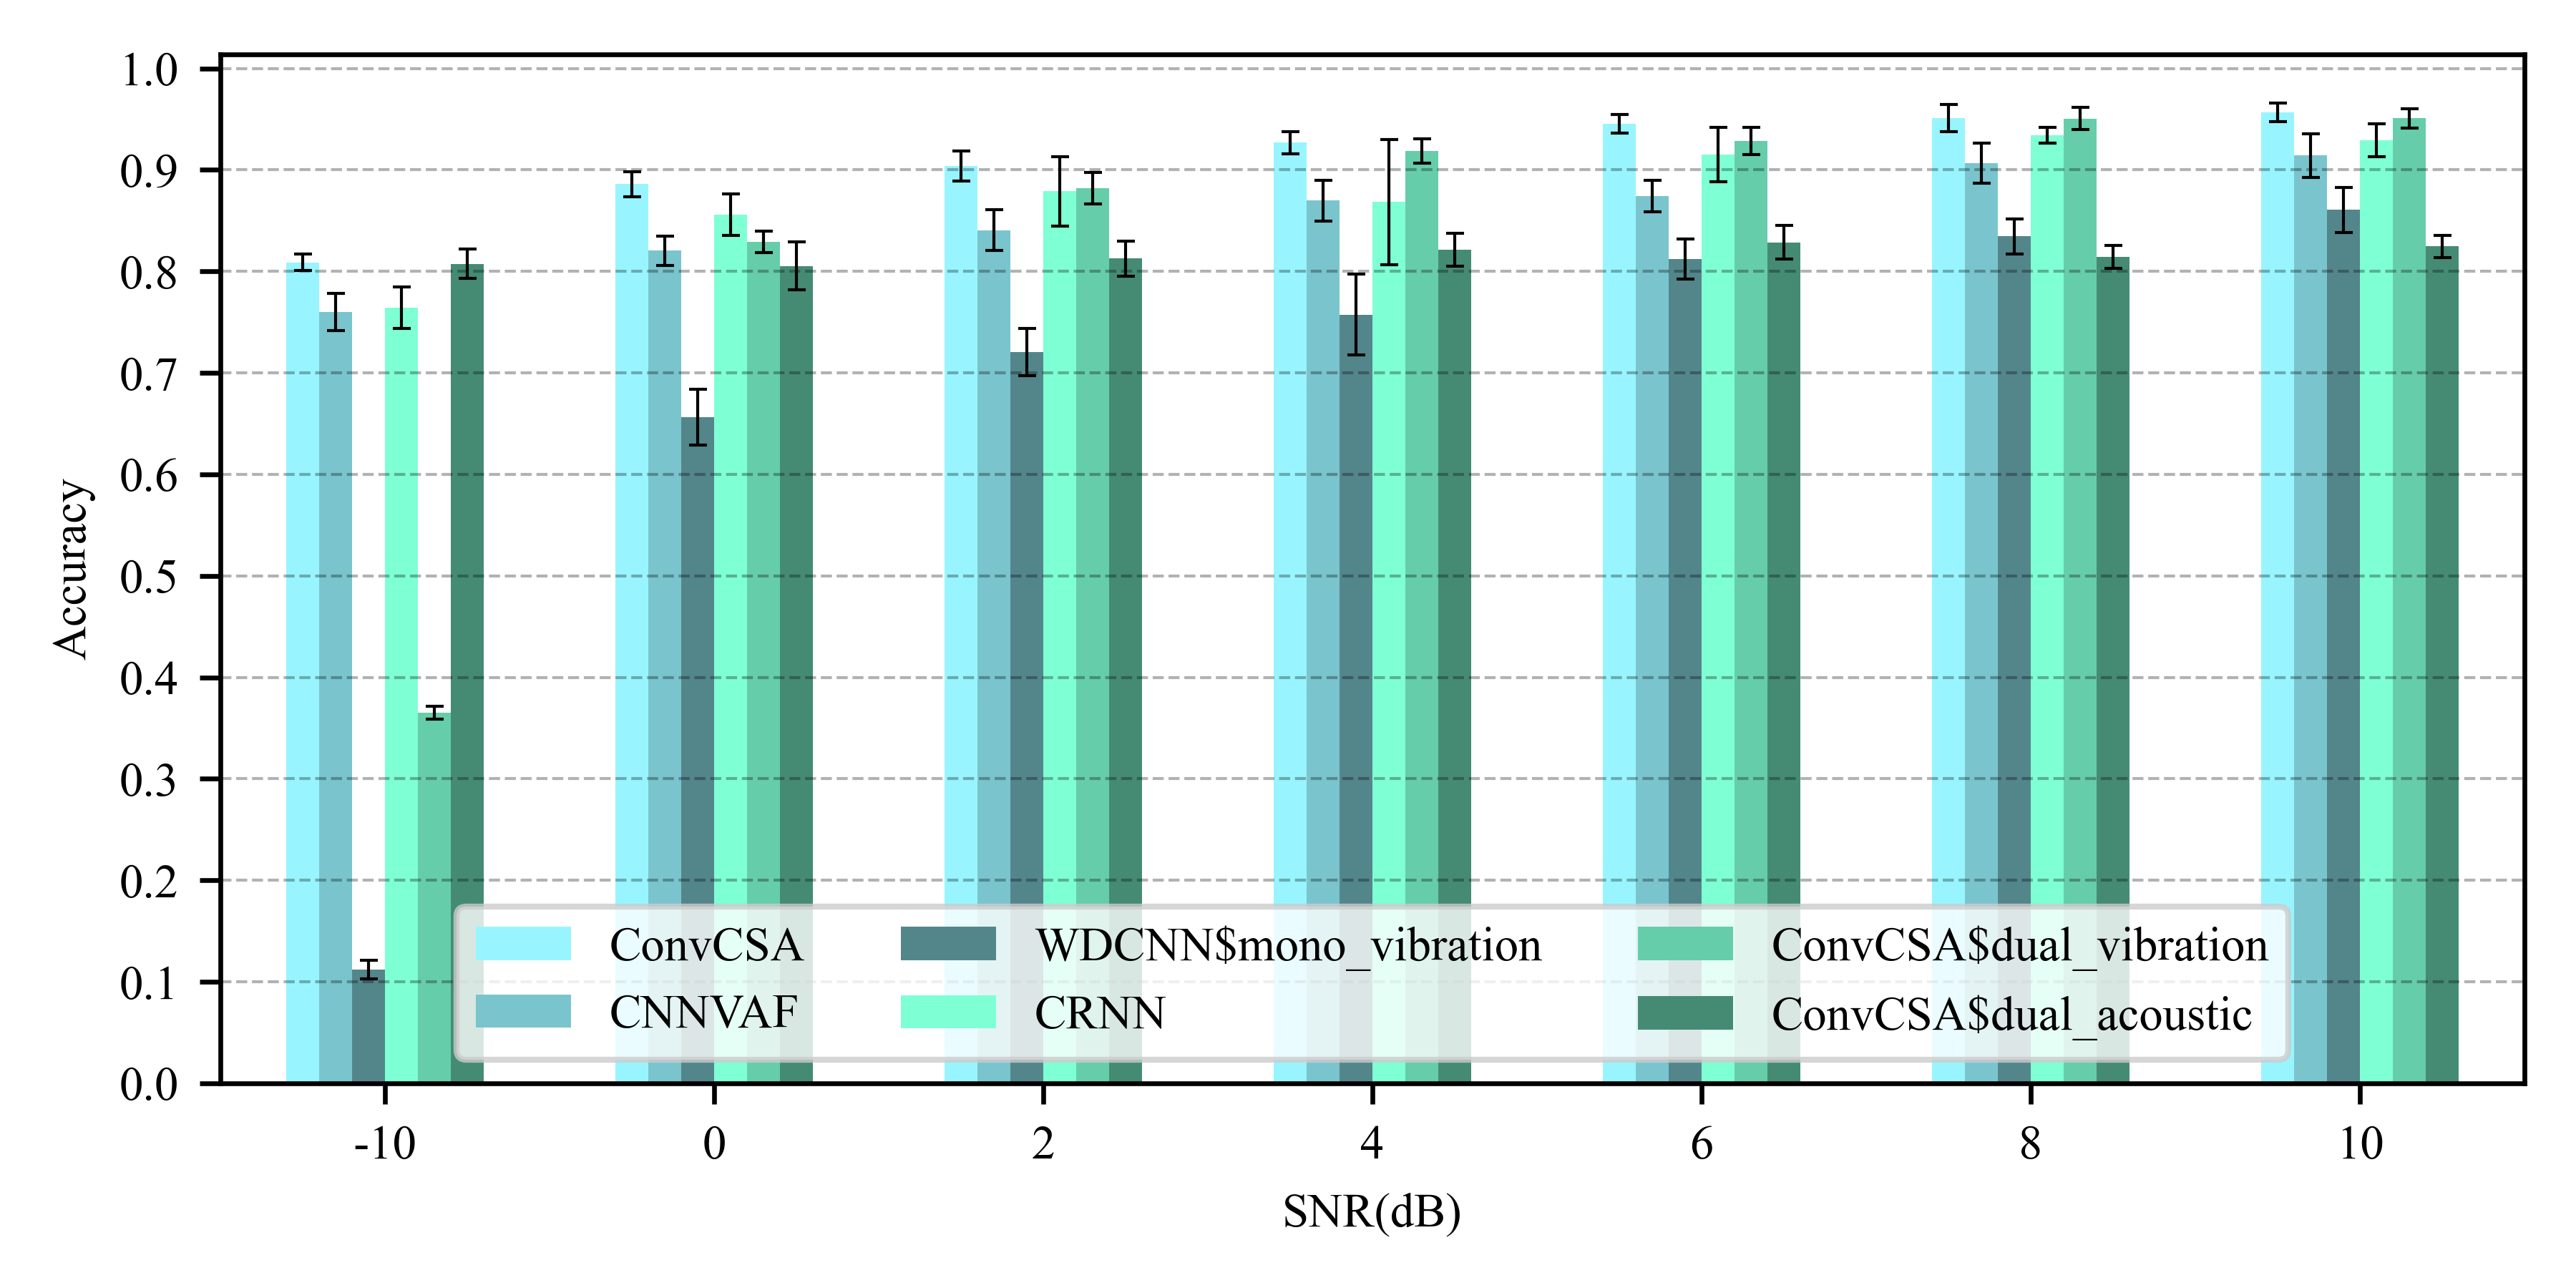 1.0
0.9
0.8
0.7
0.6
0.5
0.4
0.3
0.2
0.1
0.0
Accuracy
ConvCSA
CNNVAF
WDCNN$mono_vibration
CRNN
ConvCSA$dual_vibration
ConvCSA$dual_acoustic
-10 0 2 4 6 8 10
SNR(dB)